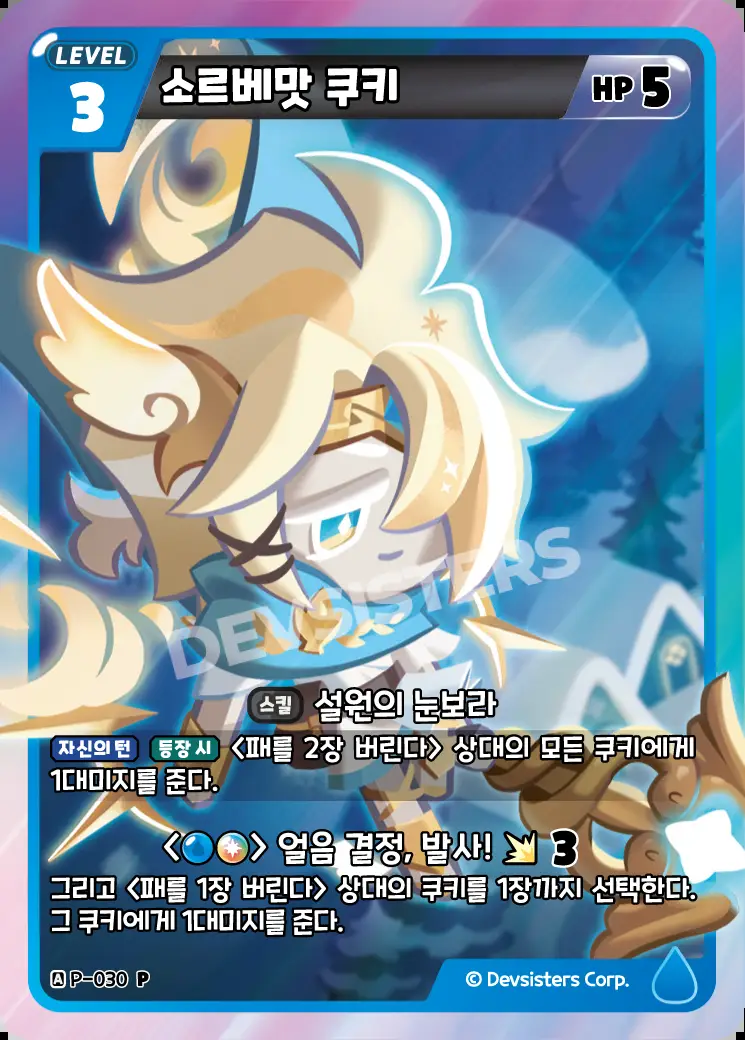 LEVEL
3
소르베맛 쿠키
HP 5
DEVSISTERS
스킬 설원의 눈보라
자신의 턴 등장 시 <패를 2장 버린다> 상대의 모든 쿠키에게
1대미지를 준다.
< > 얼음 결정, 발사! 3
그리고 <패를 1장 버린다> 상대의 쿠키를 1장까지 선택한다.
그 쿠키에게 1대미지를 준다.
A P-030 P
© Devsisters Corp.